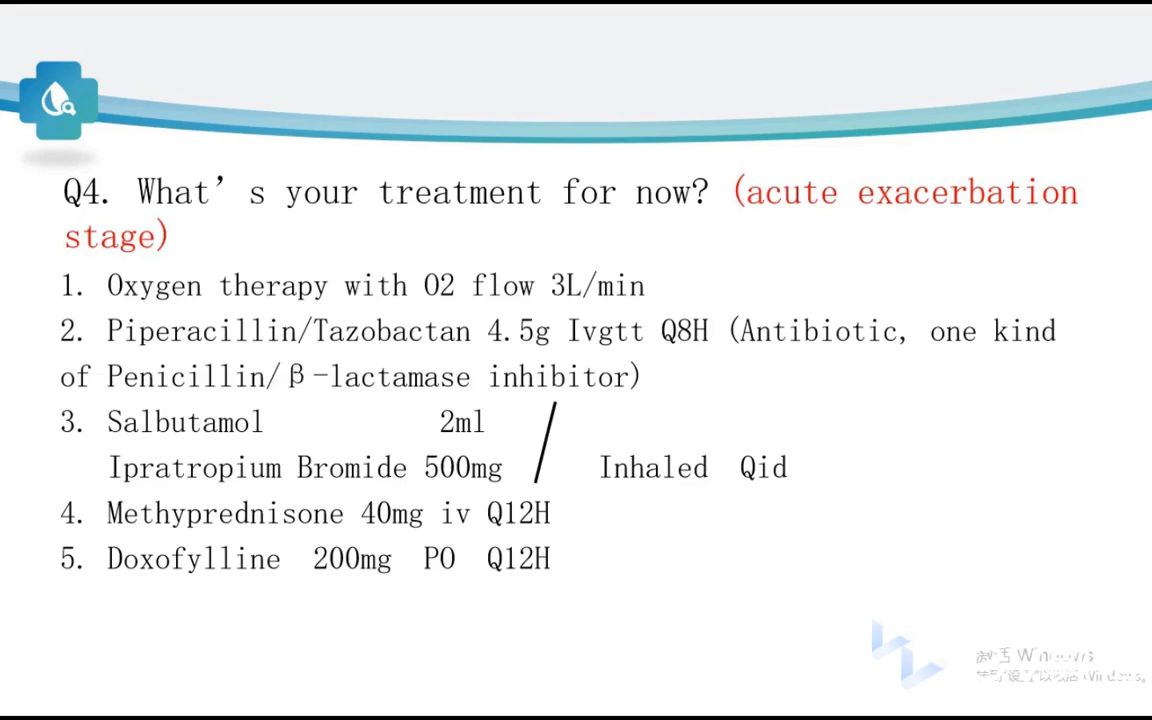 Q4. What's your treatment for now? (acute exacerbation
stage)
1. Oxygen therapy with O2 flow 3L/min
2. Piperacillin/Tazobactan 4.5g Ivgtt Q8H (Antibiotic, one kind
of Penicillin/β-lactamase inhibitor)
3. Salbutamol 2ml
Ipratropium Bromide 500mg / Inhaled Qid
4. Methyprednisone 40mg iv Q12H
5. Doxofylline 200mg PO Q12H
Windows
Windows